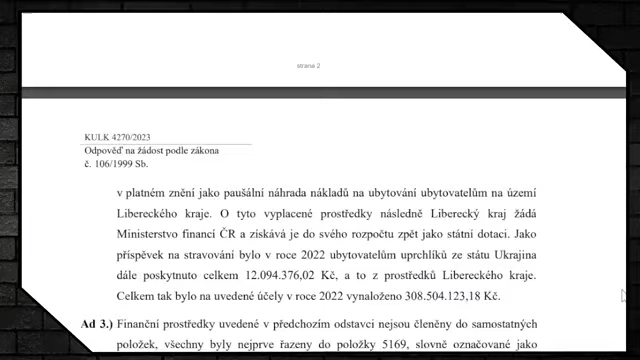 strana 2
KULK 4270/2023
Odpověď na žádost podle zákona
č. 106/1999 Sb.
v platném znění jako paušální náhrada nákladů na ubytování ubytovatelům na území
Libereckého kraje. O tyto vyplacené prostředky následně Liberecký kraj žádá
Ministerstvo financí ČR a získává je do svého rozpočtu zpět jako státní dotaci. Jako
příspěvek na stravování bylo v roce 2022 ubytovatelům uprchlíků ze státu Ukrajina
dále poskytnuto celkem 12.094.376,02 Kč, a to z prostředků Libereckého kraje.
Celkem tak bylo na uvedené účely v roce 2022 vynaloženo 308.504.123,18 Kč.
Ad 3.) Finanční prostředky uvedené v předchozím odstavci nejsou členěny do samostatných
položek, všechny byly nejprve řazeny do položky 5169, slovně označované jako